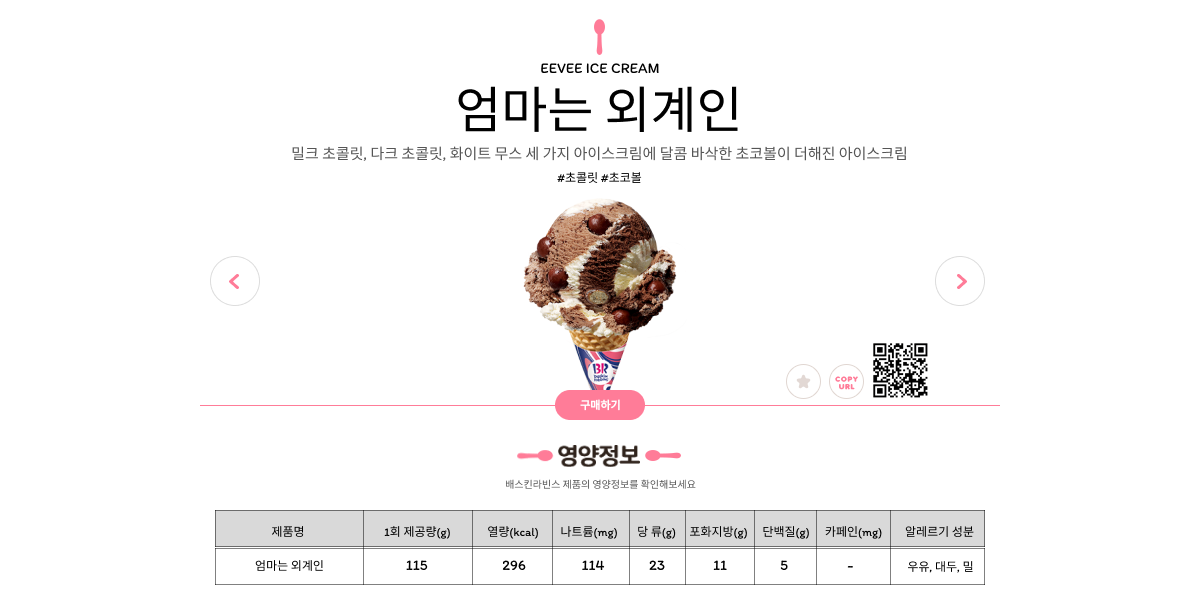 EEVEE ICE CREAM
엄마는 외계인
밀크 초콜릿, 다크 초콜릿, 화이트 무스 세 가지 아이스크림에 달콤 바삭한 초코볼이 더해진 아이스크림
#초콜릿 #초코볼
BR
COPY
URL
구매하기
영양정보
배스킨라빈스 제품의 영양정보를 확인해보세요
제품명 1회 제공량(g) 열량(kcal) 나트륨(mg) 당 류(g) 포화지방(g) 단백질(g) 카페인(mg) 알레르기 성분
엄마는 외계인 115 296 114 23 11 5 - 우유, 대두, 밀